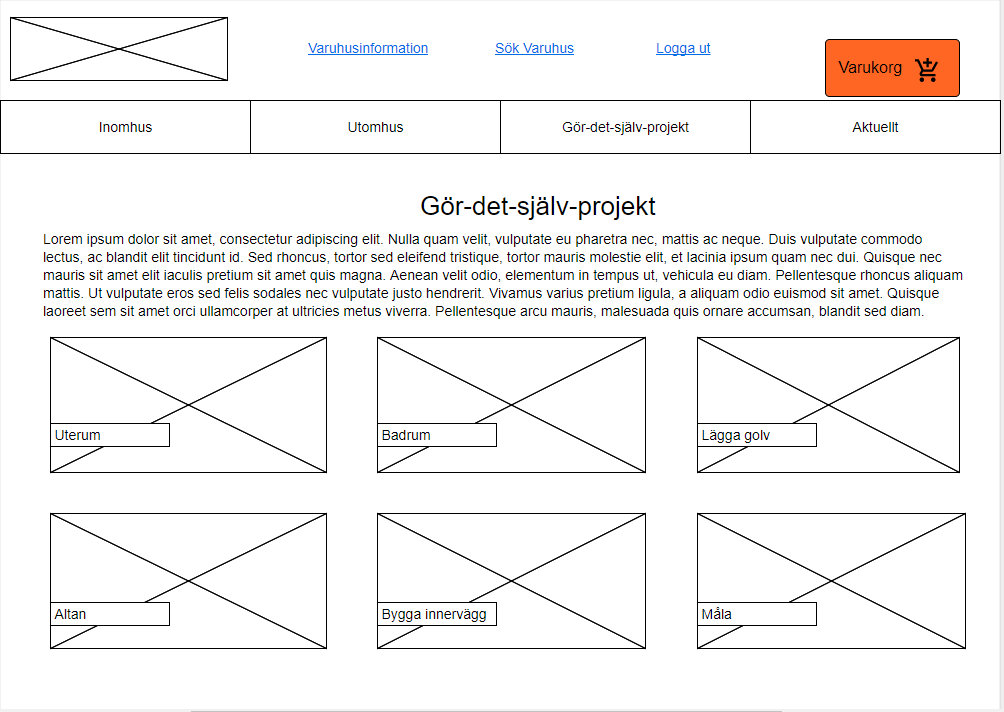 Varuhusinformation
Sök Varuhus
Logga ut
Varukorg
Inomhus
Utomhus
Gör-det-själv-projekt
Aktuellt
Gör-det-själv-projekt
Lorem ipsum dolor sit amet, consectetur adipiscing elit. Nulla quam velit, vulputate eu pharetra nec, mattis ac neque. Duis vulputate commodo
lectus, ac blandit elit tincidunt id. Sed rhoncus, tortor sed eleifend tristique, tortor mauris molestie elit, et lacinia ipsum quam nec dui. Quisque nec
mauris sit amet elit iaculis pretium sit amet quis magna. Aenean velit odio, elementum in tempus ut, vehicula eu diam. Pellentesque rhoncus aliquam
mattis. Ut vulputate eros sed felis sodales nec vulputate justo hendrerit. Vivamus varius pretium ligula, a aliquam odio euismod sit amet. Quisque
laoreet sem sit amet orci ullamcorper at ultricies metus viverra. Pellentesque arcu mauris, malesuada quis ornare accumsan, blandit sed diam.
Uterum
Badrum
Lägga golv
Altan
Bygga innervägg
Måla